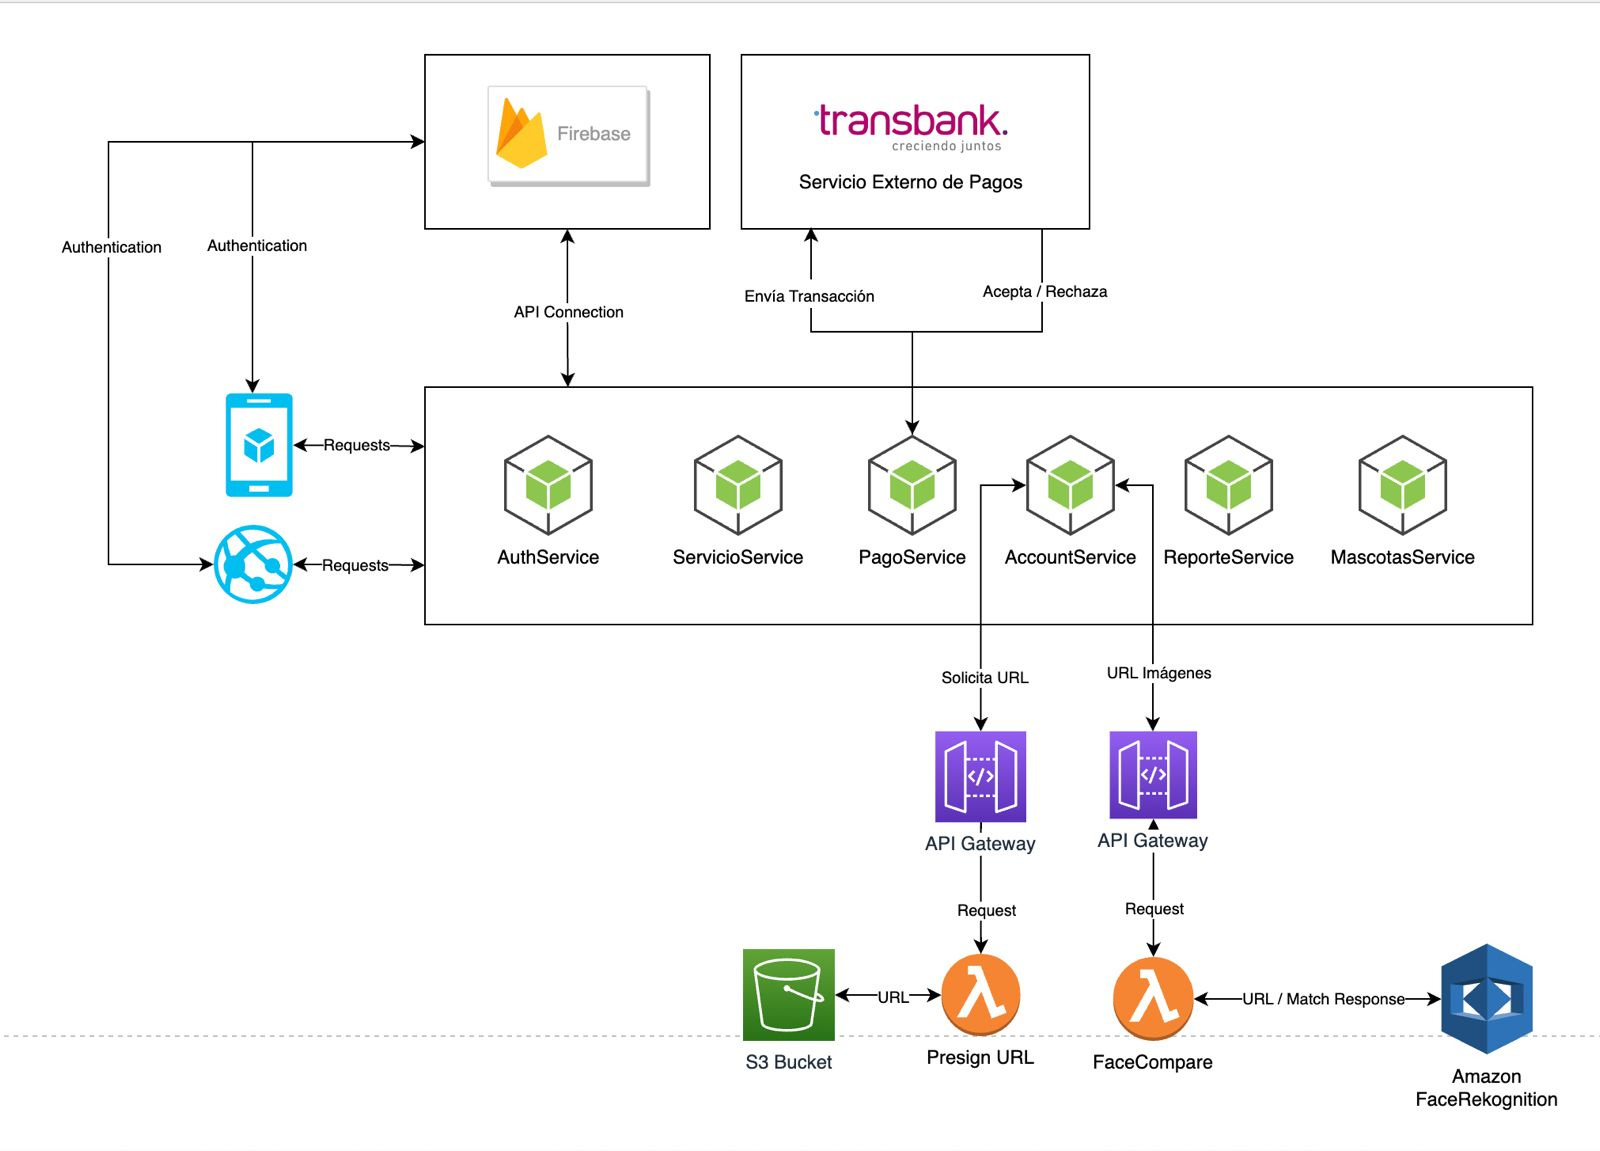 Firebase
transbank.
creciendo juntos
Servicio Externo de Pagos
Authentication
Authentication
API Connection
Envía Transacción
Acepta / Rechaza
Requests
Requests
AuthService
ServicioService
PagoService
AccountService
ReporteService
MascotasService
Solicita URL
URL Imágenes
</>
</>
API Gateway
API Gateway
Request
Request
URL
URL / Match Response
S3 Bucket
Presign URL
FaceCompare
Amazon
FaceRekognition